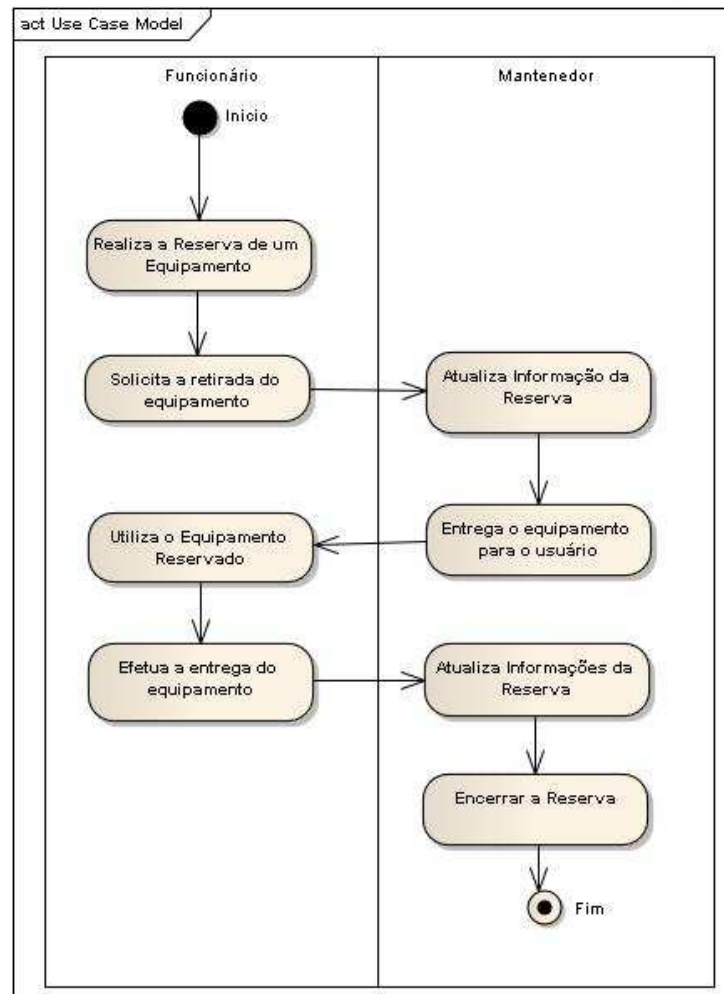 act Use Case Model
Funcionário
Mantenedor
Inicio
Realiza a Reserva de um
Equipamento
Solicita a retirada do
equipamento
Atualiza Informação da
Reserva
Entrega o equipamento
para o usuário
Utiliza o Equipamento
Reservado
Efetua a entrega do
equipamento
Atualiza Informações da
Reserva
Encerrar a Reserva
Fim